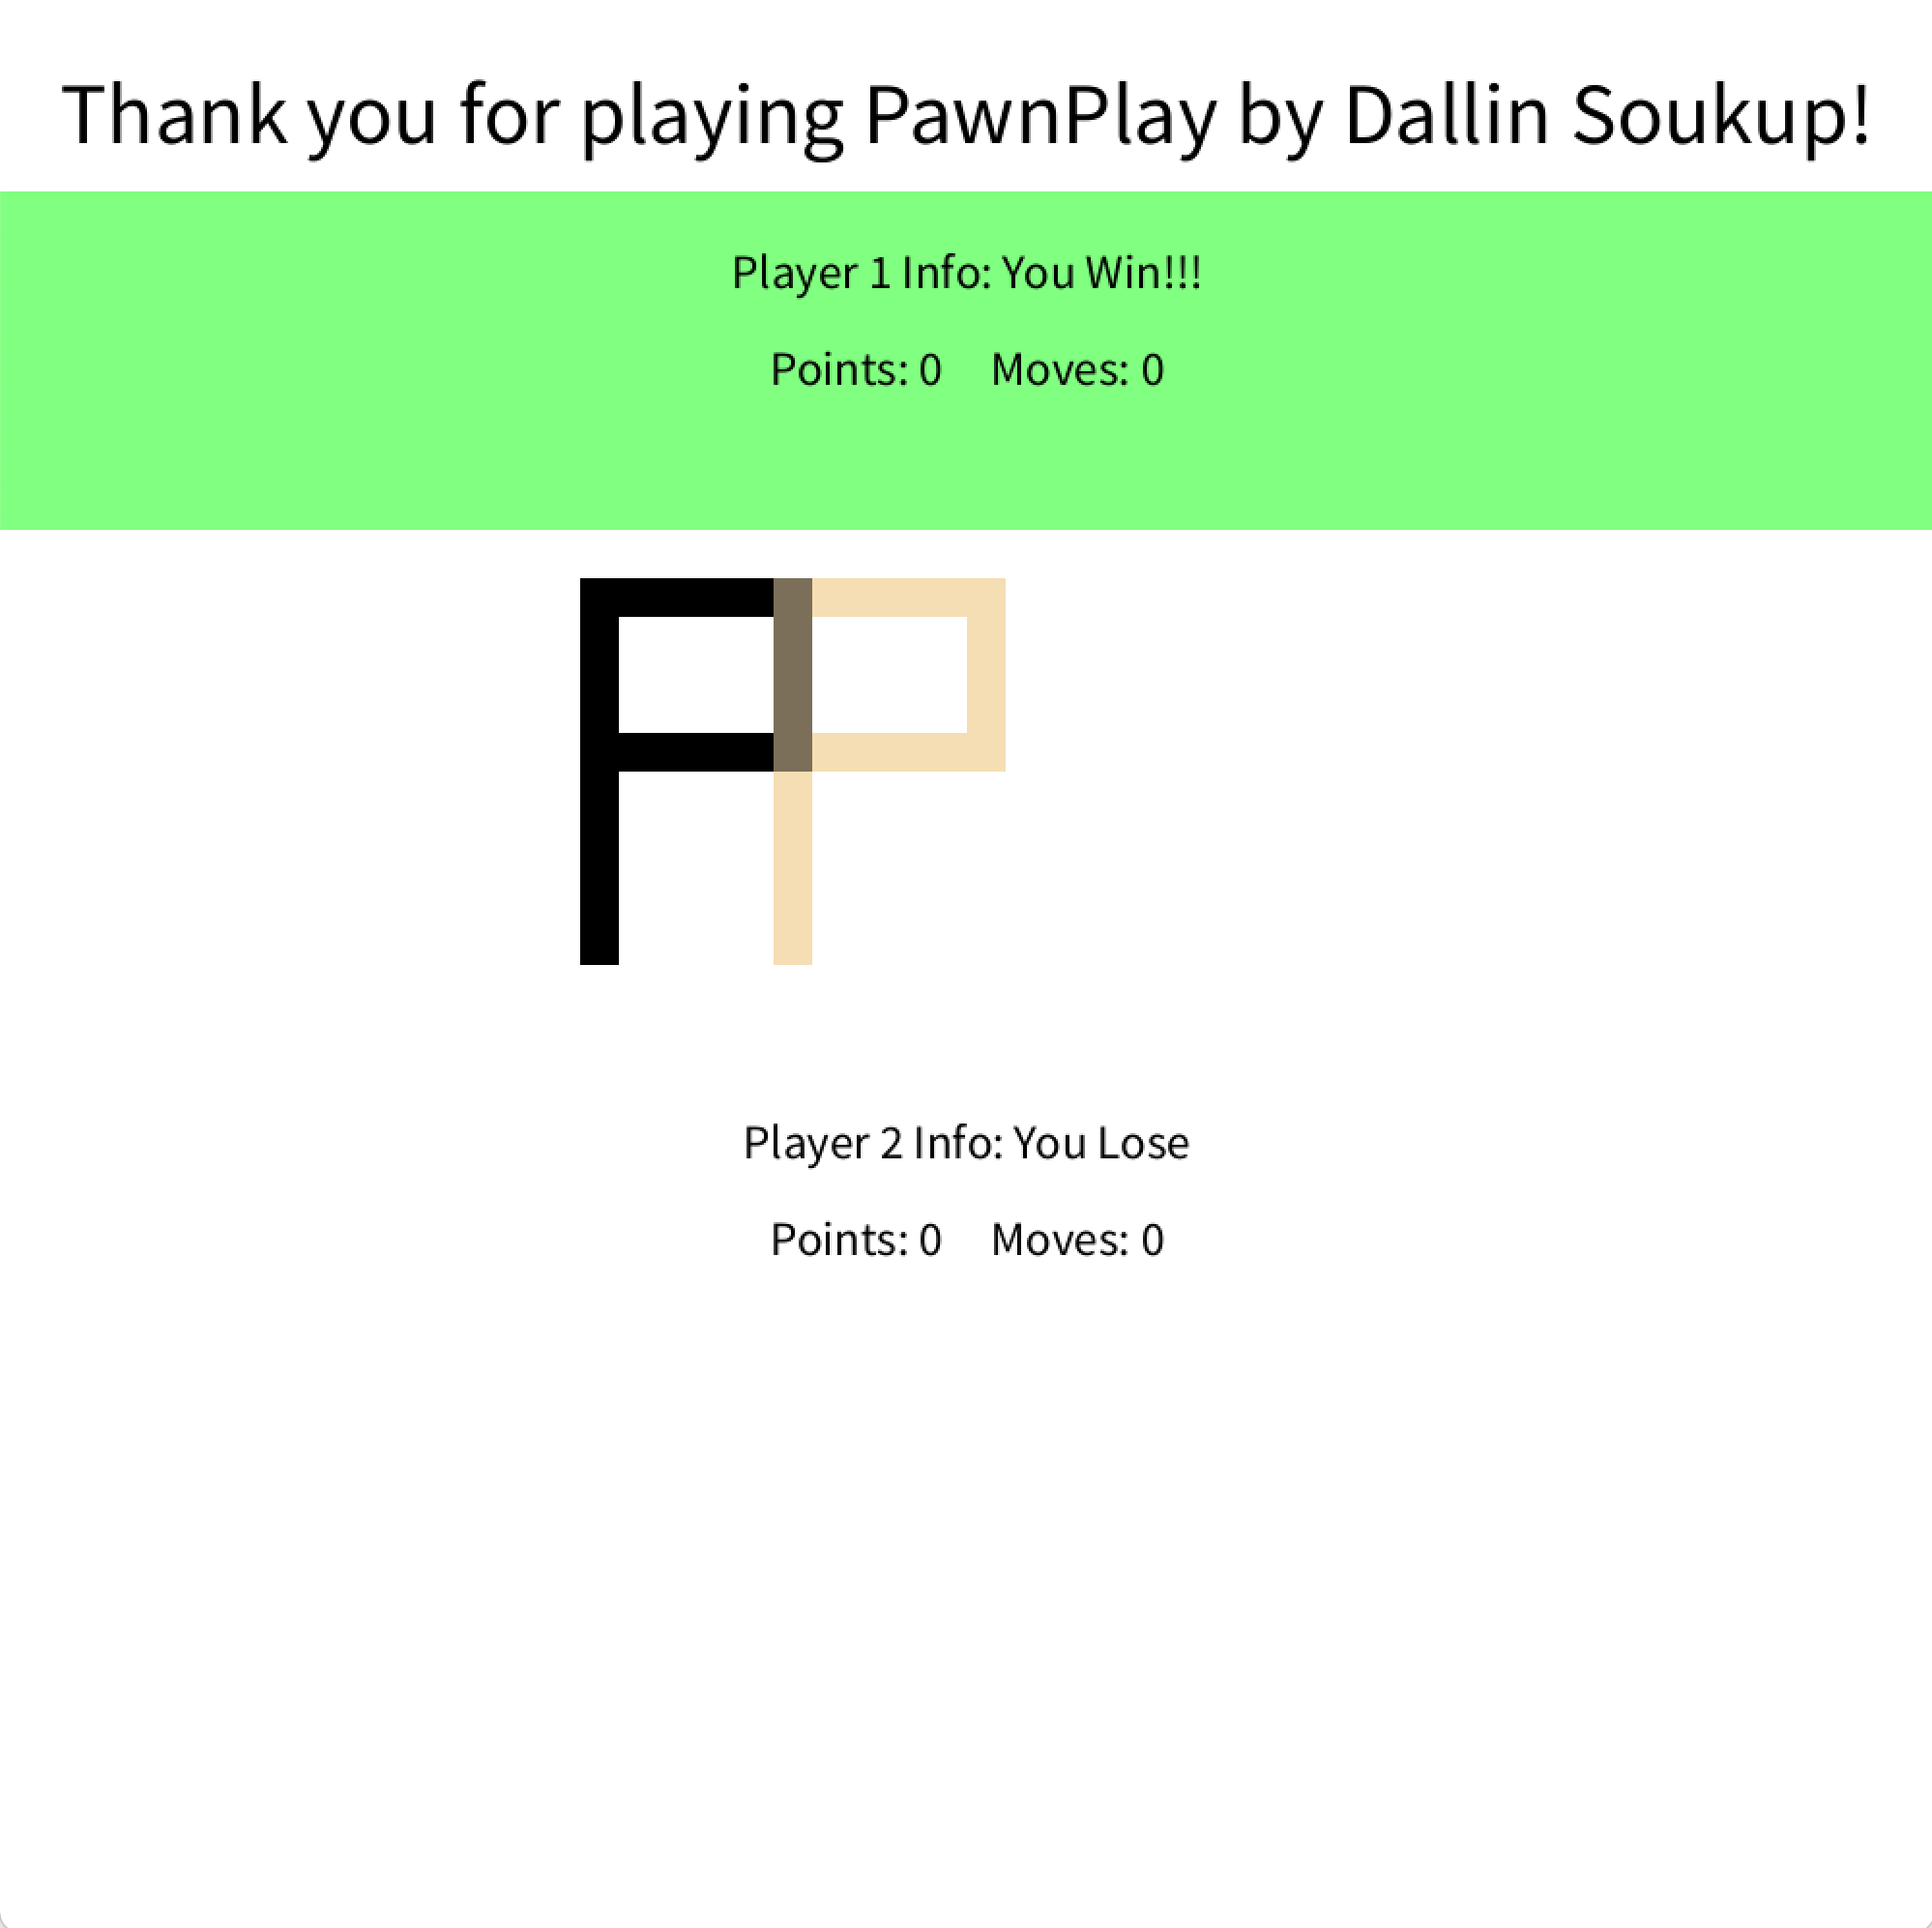 Thank you for playing PawnPlay by Dallin Soukup!
Player 1 Info: You Win!!!
Points: 0 Moves: 0
PP
Player 2 Info: You Lose
Points: 0 Moves: 0